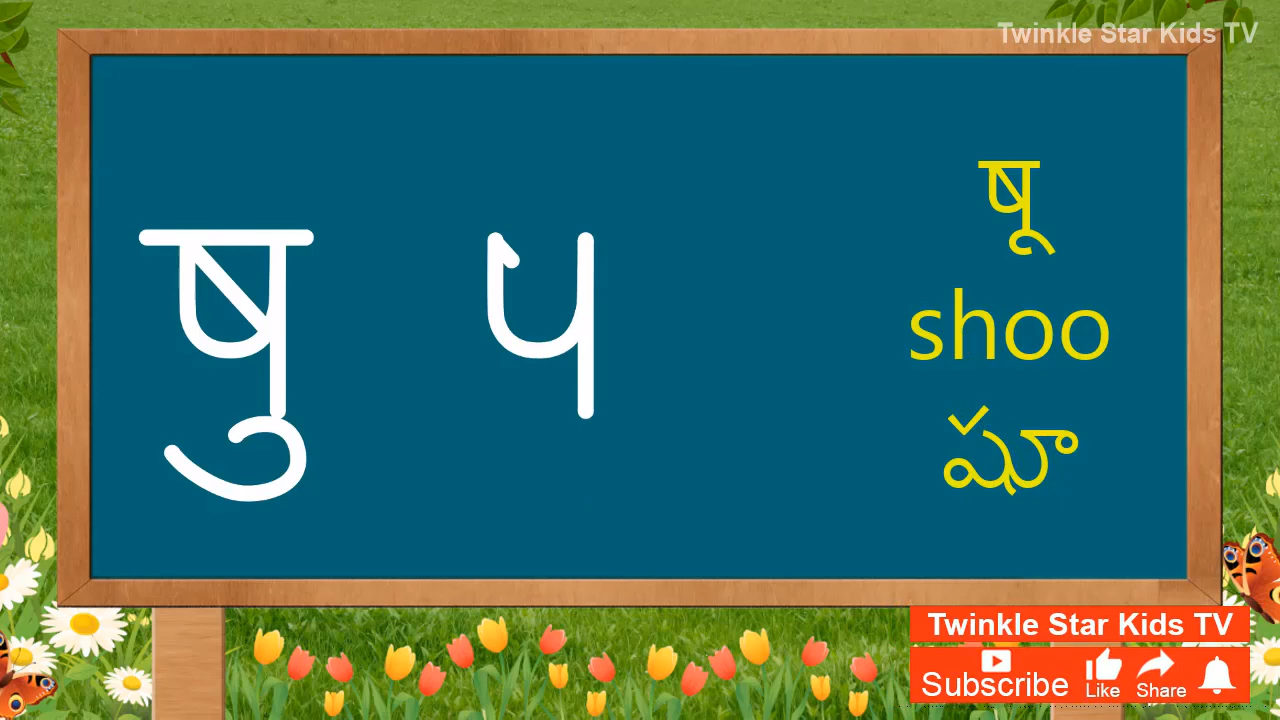 Twinkle Star Kids TV
षु
षू
shoo
షూ
Twinkle Star Kids TV
Subscribe Like Share